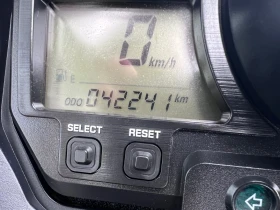 0 km/h
E
ODO 042241 km
SELECT RESET